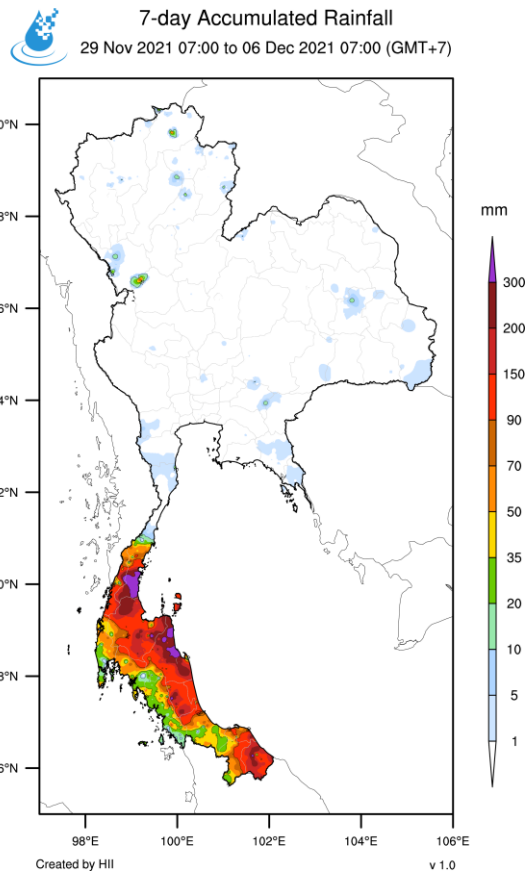 7-day Accumulated Rainfall
29 Nov 2021 07:00 to 06 Dec 2021 07:00 (GMT+7)
0°N
8°N
6°N
4°N
2°N
0°N
8°N
6°N
98°E 100°E 102°E 104°E 106°E
mm
300
200
150
90
70
50
35
20
10
5
1
Created by HII
v 1.0